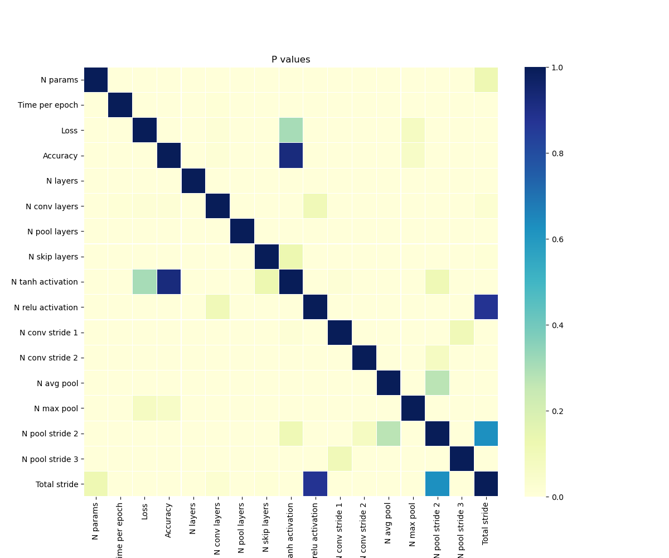 P values
N params
Time per epoch
Loss
Accuracy
N layers
N conv layers
N pool layers
N skip layers
N tanh activation
N relu activation
N conv stride 1
N conv stride 2
N avg pool
N max pool
N pool stride 2
N pool stride 3
Total stride
1.0
0.8
0.6
0.4
0.2
0.0
N params
ime per epoch
Loss
Accuracy
N layers
N conv layers
N pool layers
N skip layers
anh activation
relu activation
conv stride 1
conv stride 2
N avg pool
N max pool
N pool stride 2
N pool stride 3
Total stride